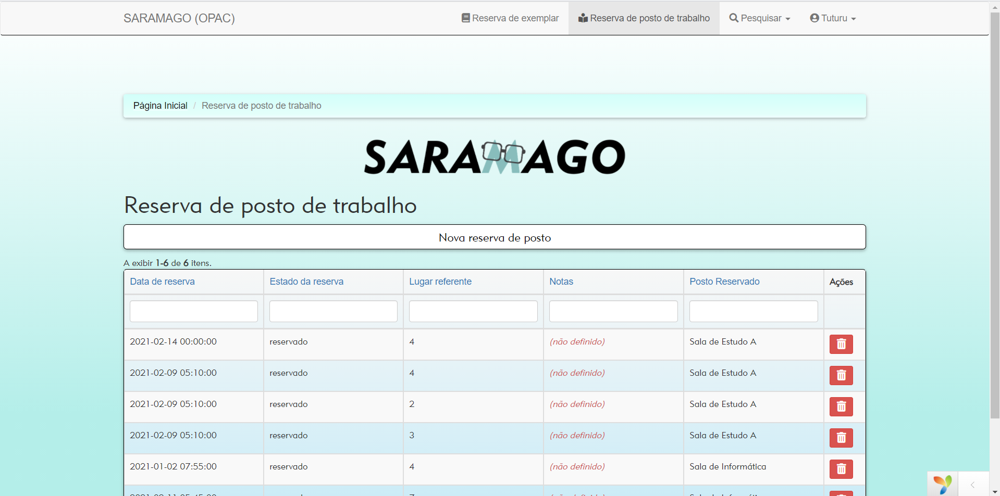 SARAMAGO (OPAC) Reserva de exemplar Reserva de posto de trabalho Pesquisar Tuturu
Página Inicial / Reserva de posto de trabalho
SARAMAGO
Reserva de posto de trabalho
Nova reserva de posto
A exibir 1-6 de 6 itens.
Data de reserva Estado da reserva Lugar referente Notas Posto Reservado Ações
2021-02-14 00:00:00 reservado 4 (não definido) Sala de Estudo A
2021-02-09 05:10:00 reservado 4 (não definido) Sala de Estudo A
2021-02-09 05:10:00 reservado 2 (não definido) Sala de Estudo A
2021-02-09 05:10:00 reservado 3 (não definido) Sala de Estudo A
2021-01-02 07:55:00 reservado 4 (não definido) Sala de Informática